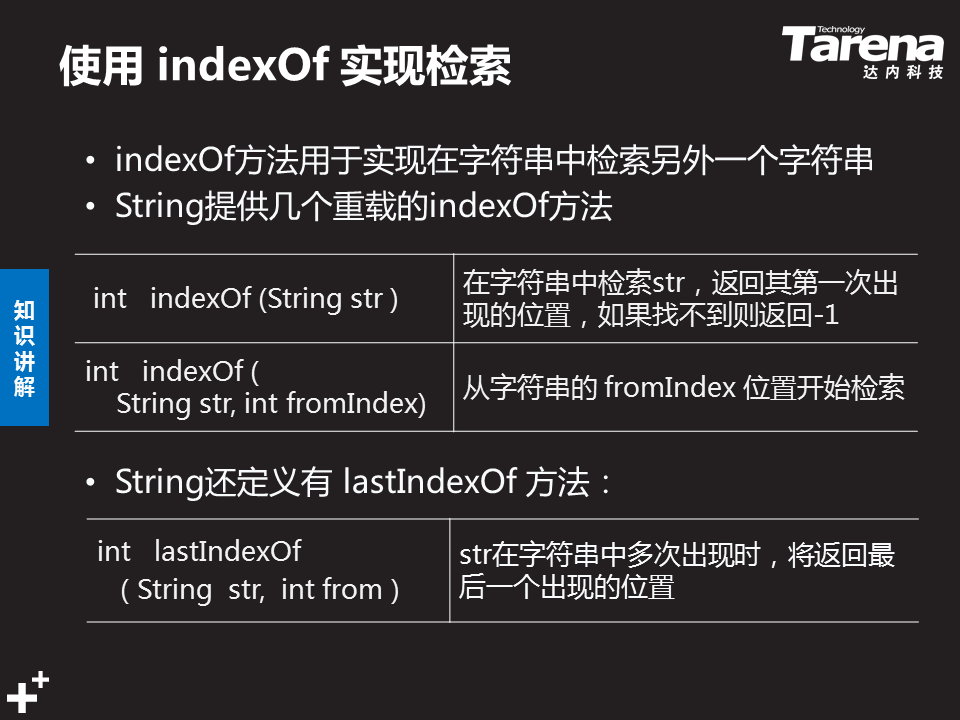 使用 indexOf 实现检索
Technology
Tarena
达内科技
• indexOf方法用于实现在字符串中检索另外一个字符串
• String提供几个重载的indexOf方法
int indexOf (String str )
在字符串中检索str，返回其第一次出
现的位置，如果找不到则返回-1
int indexOf (
String str, int fromIndex)
从字符串的 fromIndex 位置开始检索
知
识
讲
解
• String还定义有 lastIndexOf 方法：
int lastIndexOf
( String str, int from )
str在字符串中多次出现时，将返回最
后一个出现的位置